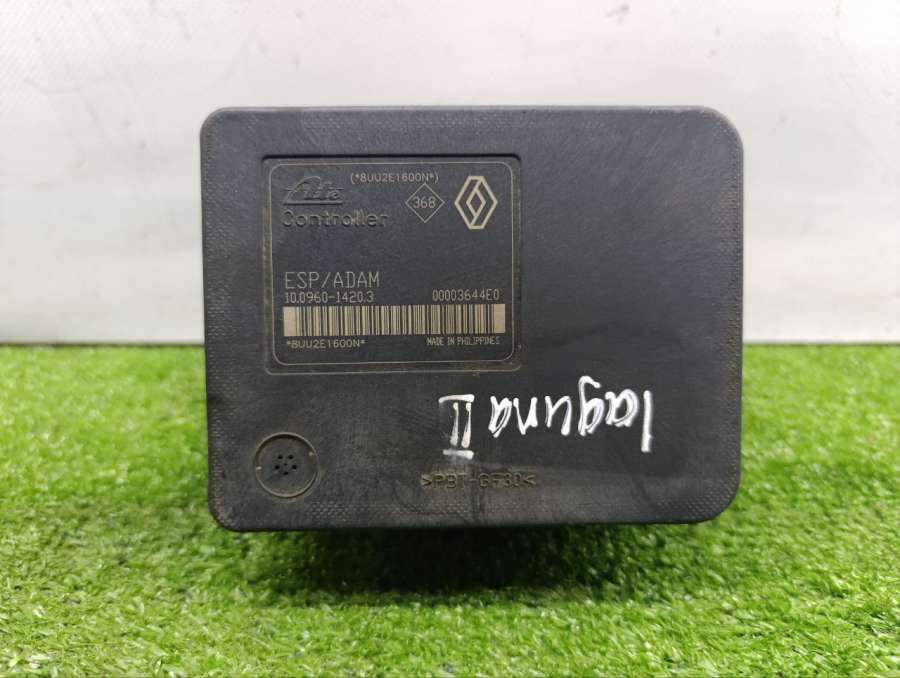 (*8UU2E1600N*)
Ate
368
Controller
ESP/ADAM
10.0960-1420.3 00003644E0
*8UU2E1600N* MADE IN PHILIPPINES
laguna II
>PBT-GF30<